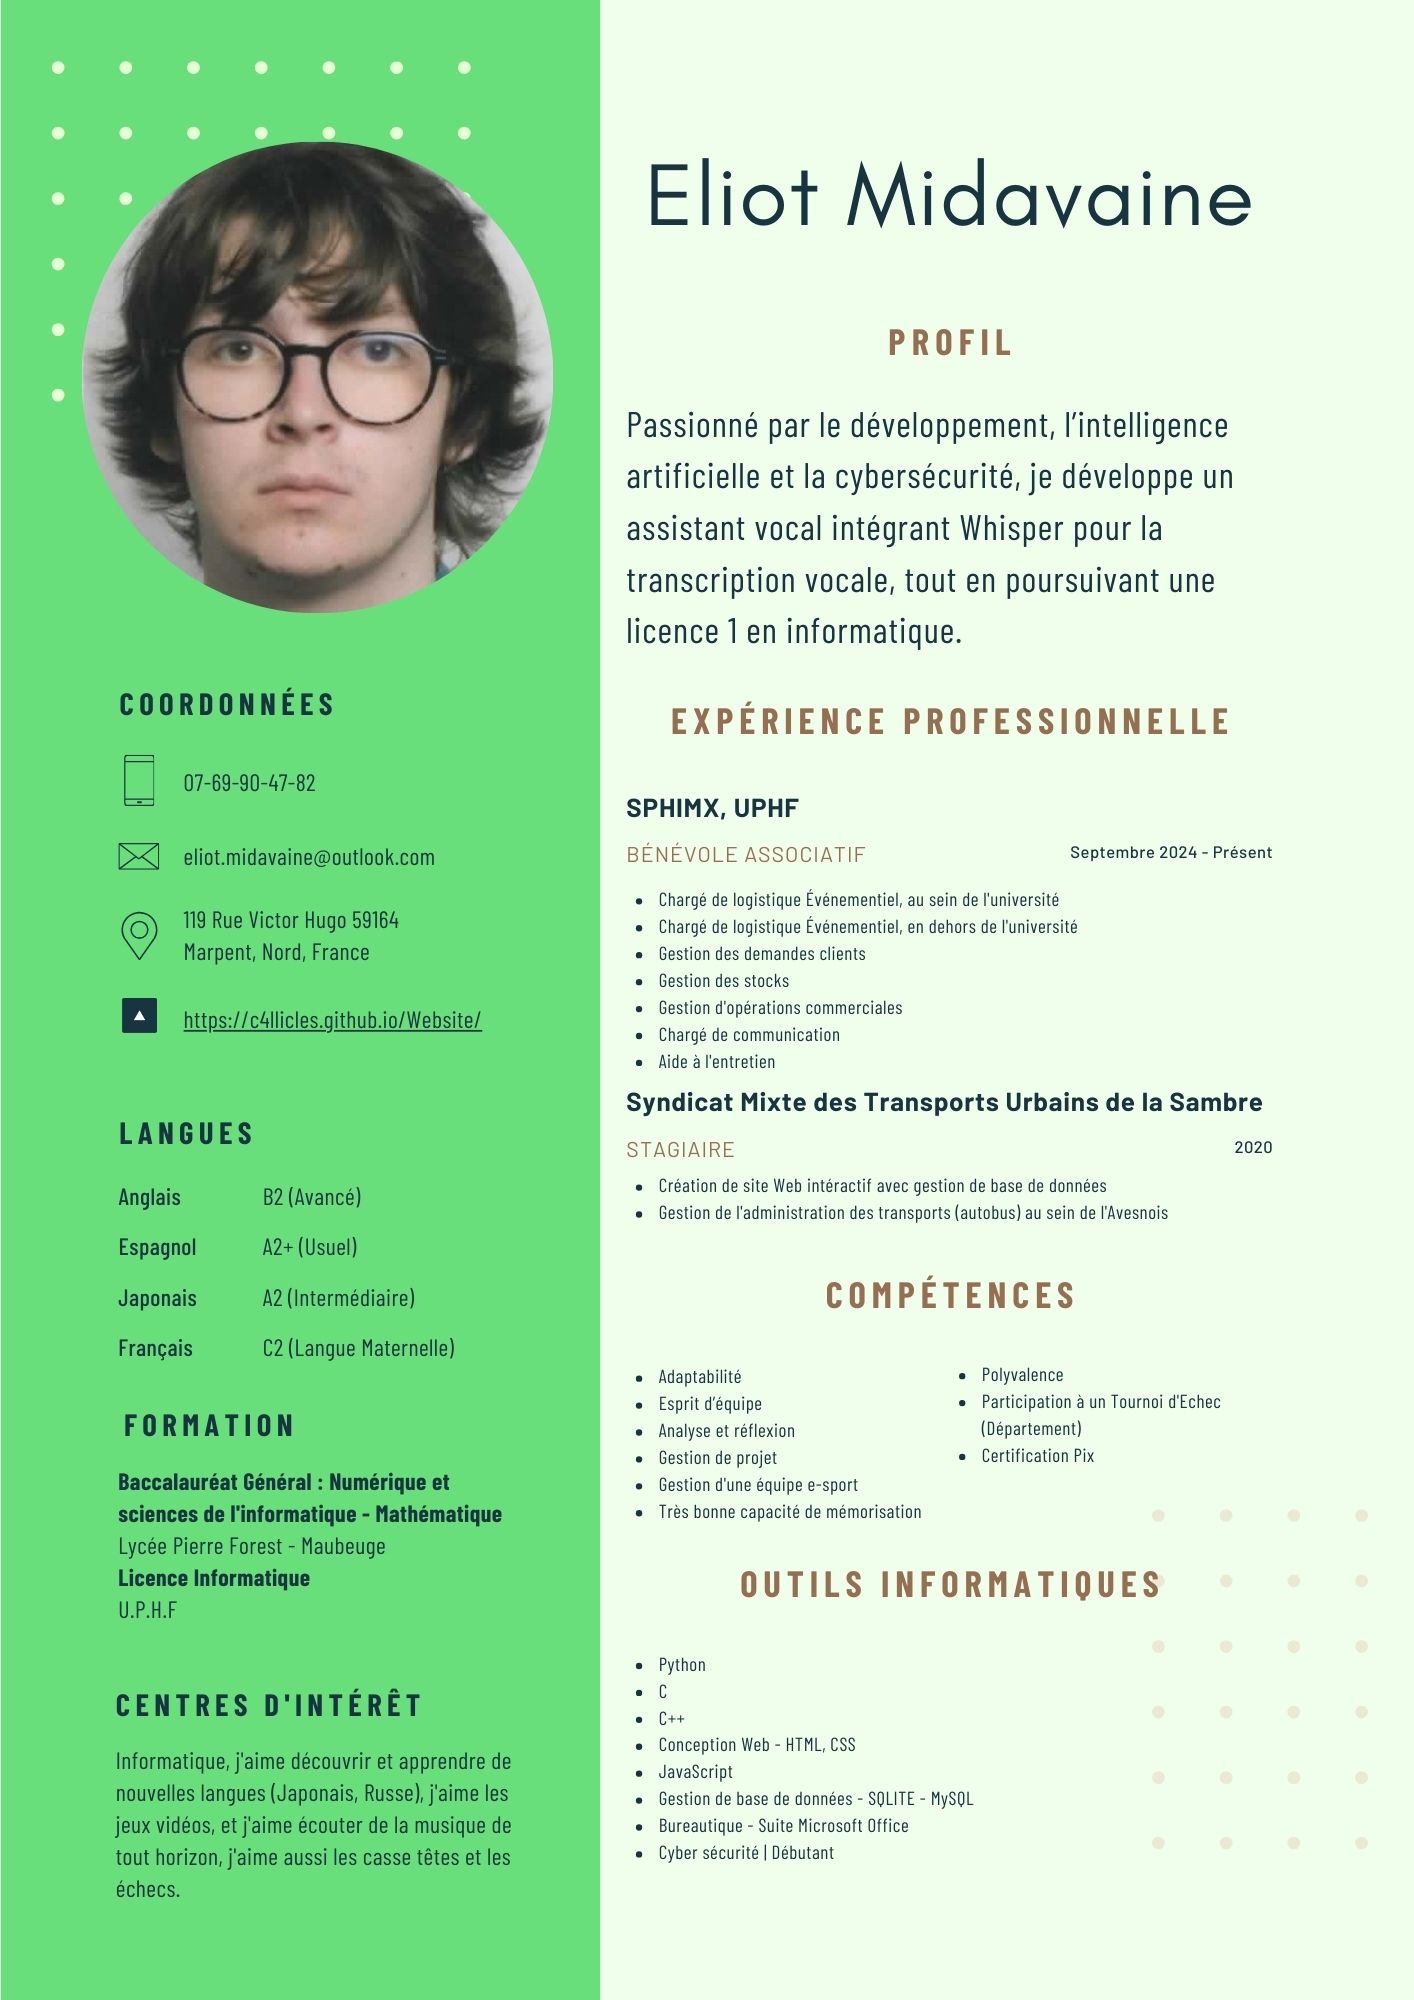 Eliot Midavaine
PROFIL
Passionné par le développement, l’intelligence
artificielle et la cybersécurité, je développe un
assistant vocal intégrant Whisper pour la
transcription vocale, tout en poursuivant une
licence 1 en informatique.
EXPÉRIENCE PROFESSIONNELLE
SPHIMX, UPHF
BÉNÉVOLE ASSOCIATIF
Septembre 2024 - Présent
Chargé de logistique Événementiel, au sein de l'université
Chargé de logistique Événementiel, en dehors de l'université
Gestion des demandes clients
Gestion des stocks
Gestion d'opérations commerciales
Chargé de communication
Aide à l'entretien
Syndicat Mixte des Transports Urbains de la Sambre
STAGIAIRE
2020
Création de site Web intéractif avec gestion de base de données
Gestion de l'administration des transports (autobus) au sein de l'Avesnois
COMPÉTENCES
Adaptabilité
Esprit d’équipe
Analyse et réflexion
Gestion de projet
Gestion d'une équipe e-sport
Très bonne capacité de mémorisation
Polyvalence
Participation à un Tournoi d'Echec
(Département)
Certification Pix
OUTILS INFORMATIQUES
Python
C
C++
Conception Web - HTML, CSS
JavaScript
Gestion de base de données - SQLITE - MySQL
Bureautique - Suite Microsoft Office
Cyber sécurité | Débutant
COORDONNÉES
07-69-90-47-82
eliot.midavaine@outlook.com
119 Rue Victor Hugo 59164
Marpent, Nord, France
https://c4llicles.github.io/Website/
LANGUES
Anglais B2 (Avancé)
Espagnol A2+ (Usuel)
Japonais A2 (Intermédiaire)
Français C2 (Langue Maternelle)
FORMATION
Baccalauréat Général : Numérique et
sciences de l'informatique - Mathématique
Lycée Pierre Forest - Maubeuge
Licence Informatique
U.P.H.F
CENTRES D'INTÉRÊT
Informatique, j'aime découvrir et apprendre de
nouvelles langues (Japonais, Russe), j'aime les
jeux vidéos, et j'aime écouter de la musique de
tout horizon, j'aime aussi les casse têtes et les
échecs.